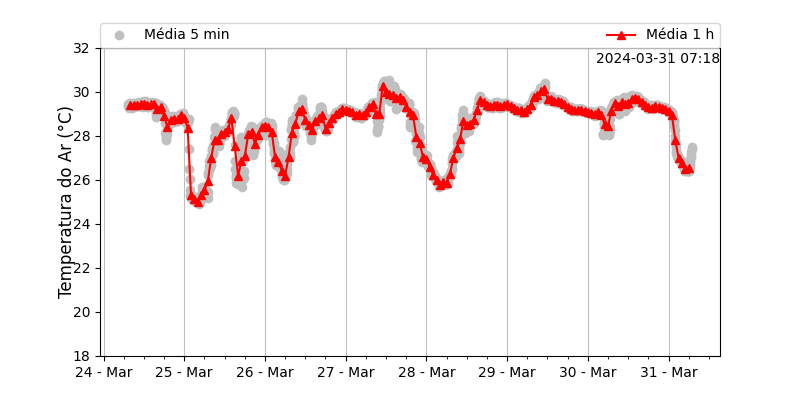 Média 5 min
Média 1 h
2024-03-31 07:18
Temperatura do Ar (°C)
32
30
28
26
24
22
20
18
24 - Mar
25 - Mar
26 - Mar
27 - Mar
28 - Mar
29 - Mar
30 - Mar
31 - Mar